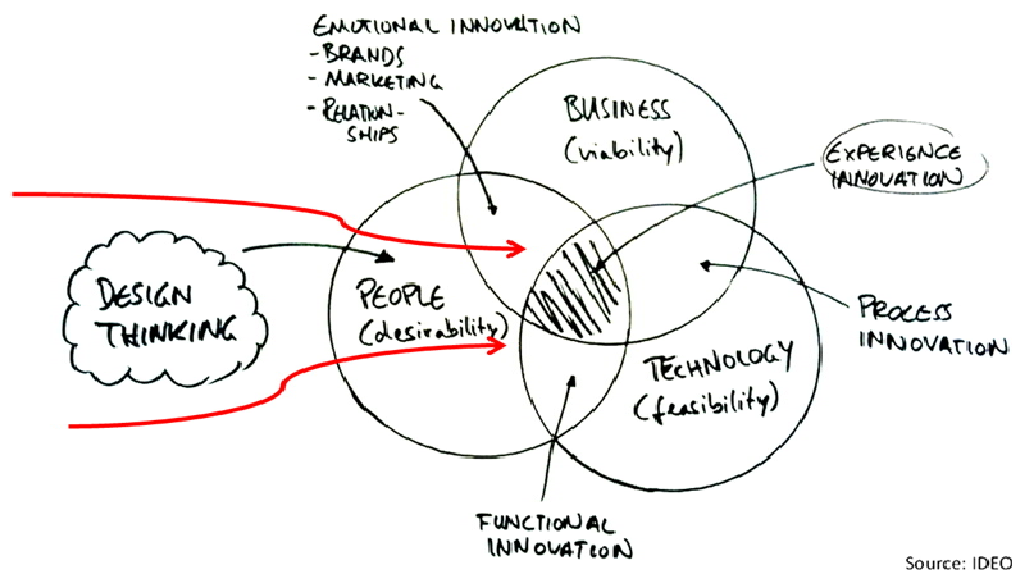 EMOTIONAL INNOVATION
- BRANDS
- MARKETING
- RELATION-
SHIPS
BUSINESS
(viability)
EXPERIENCE
INNOVATION
DESIGN
THINKING
PEOPLE
(desirability)
PROCESS
INNOVATION
TECHNOLOGY
(feasibility)
FUNCTIONAL
INNOVATION
Source: IDEO